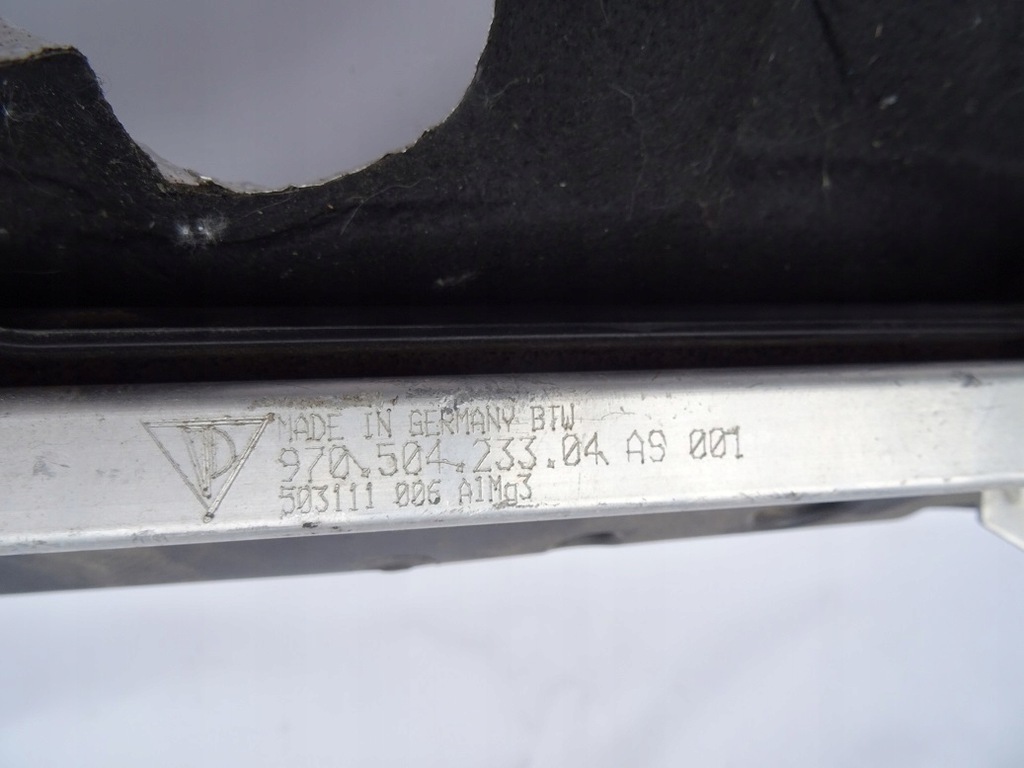 MADE IN GERMANY BTW
970.504.233.04 AS 001
503111 006 AlMg3